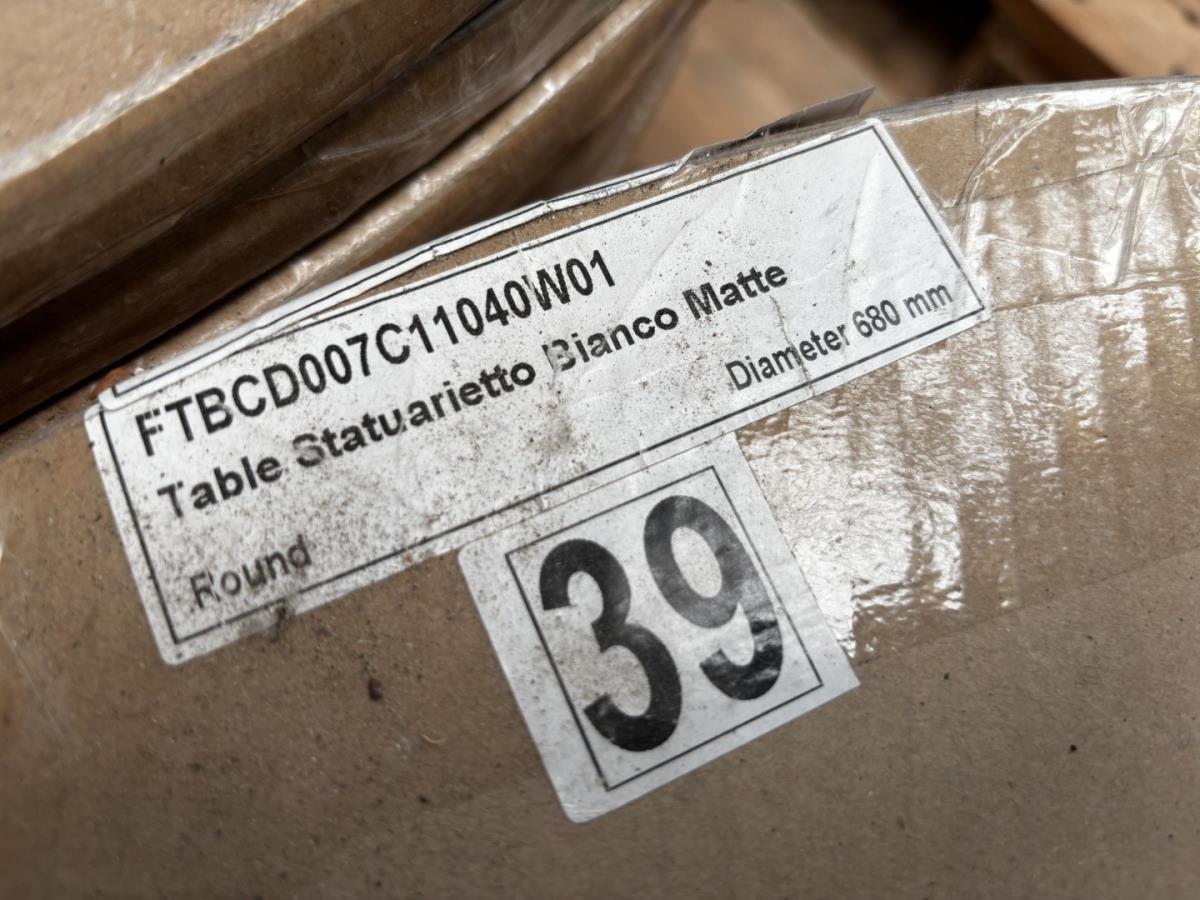 FTBCD007C11040W01
Table Statuarietto Bianco Matte
Round
Diameter 680 mm
39